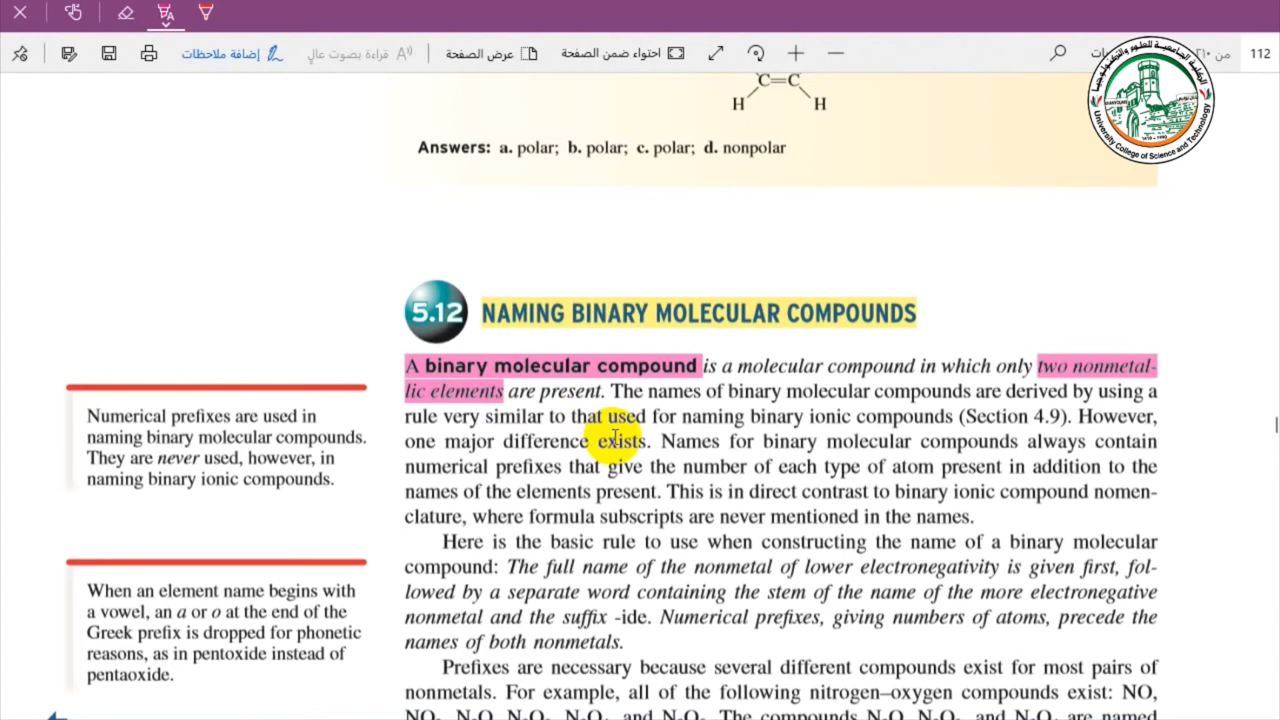 إضافة ملاحظات
قراءة بصوت عالٍ
عرض الصفحة
احتواء ضمن الصفحة
من ٢١٠
112
C=C
H H
University College of Science and Technology
Answers: a. polar; b. polar; c. polar; d. nonpolar
5.12 NAMING BINARY MOLECULAR COMPOUNDS
A binary molecular compound is a molecular compound in which only two nonmetal-
lic elements are present. The names of binary molecular compounds are derived by using a
rule very similar to that used for naming binary ionic compounds (Section 4.9). However,
one major difference exists. Names for binary molecular compounds always contain
numerical prefixes that give the number of each type of atom present in addition to the
names of the elements present. This is in direct contrast to binary ionic compound nomen-
clature, where formula subscripts are never mentioned in the names.
Here is the basic rule to use when constructing the name of a binary molecular
compound: The full name of the nonmetal of lower electronegativity is given first, fol-
lowed by a separate word containing the stem of the name of the more electronegative
nonmetal and the suffix -ide. Numerical prefixes, giving numbers of atoms, precede the
names of both nonmetals.
Prefixes are necessary because several different compounds exist for most pairs of
nonmetals. For example, all of the following nitrogen–oxygen compounds exist: NO,
Numerical prefixes are used in
naming binary molecular compounds.
They are never used, however, in
naming binary ionic compounds.
When an element name begins with
a vowel, an a or o at the end of the
Greek prefix is dropped for phonetic
reasons, as in pentoxide instead of
pentaoxide.